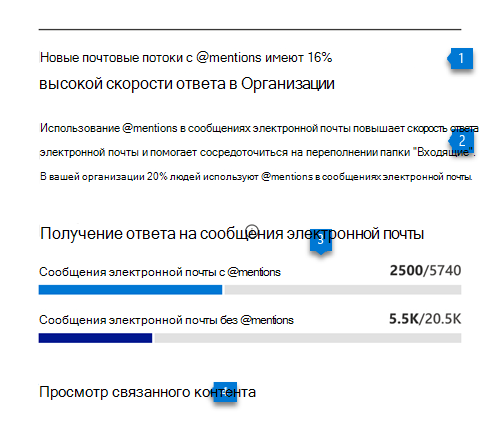 Новые почтовые потоки с @mentions имеют 16%
1
высокой скорости ответа в Организации
Использование @mentions в сообщениях электронной почты повышает скорость ответа
2
электронной почты и помогает сосредоточиться на переполнении папки "Входящие".
В вашей организации 20% людей используют @mentions в сообщениях электронной почты.
Получение ответа на сообщения электронной почты
3
Сообщения электронной почты с @mentions
2500/5740
Сообщения электронной почты без @mentions
5.5K/20.5K
Просмотр связанного контента